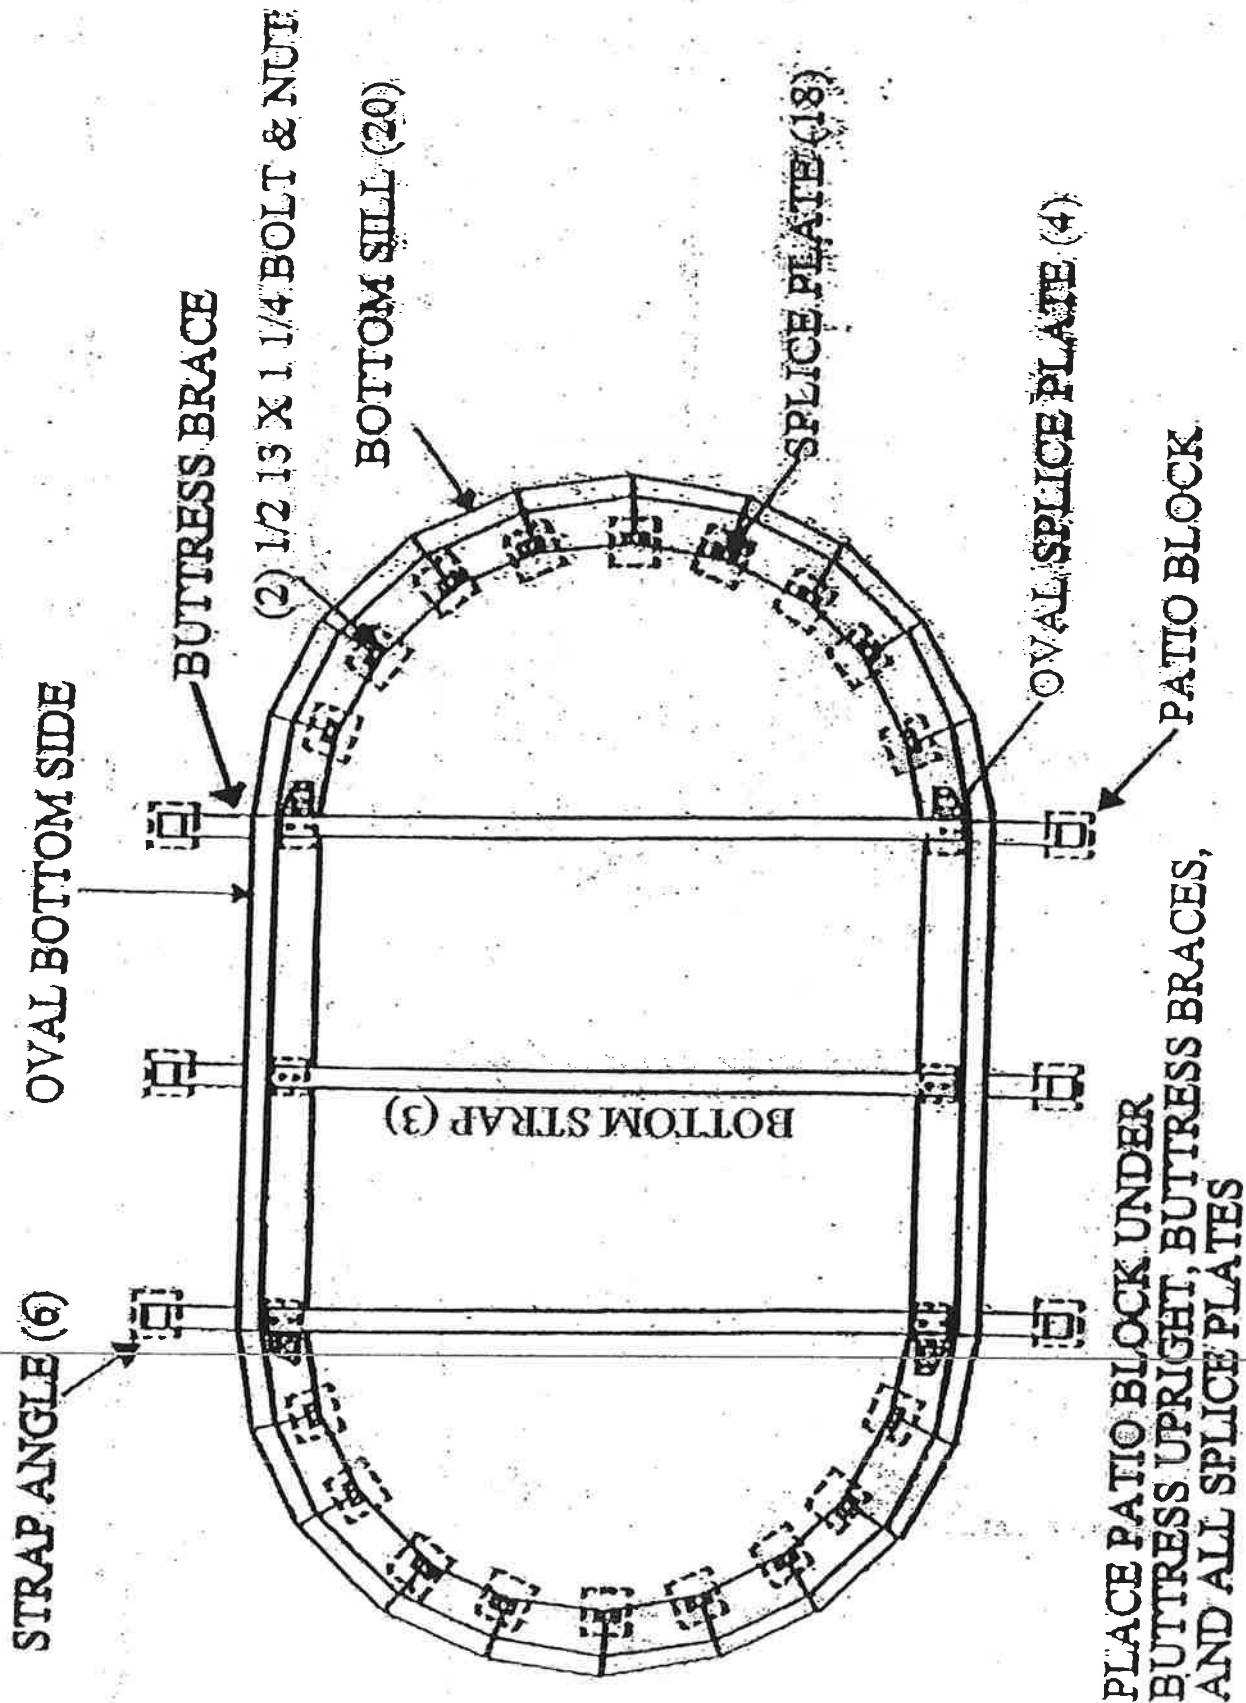 STRAP ANGLE (6)
OVAL BOTTOM SIDE
BUTTRESS BRACE
(2) 1/2 13 X 1 1/4 BOLT & NUT
BOTTOM SILL (20)
BOTTOM STRAP (3)
SPLICE PLATE (18)
OVAL SPLICE PLATE (4)
PATIO BLOCK
PLACE PATIO BLOCK UNDER
BUTTRESS UPRIGHT, BUTTRESS BRACES,
AND ALL SPLICE PLATES